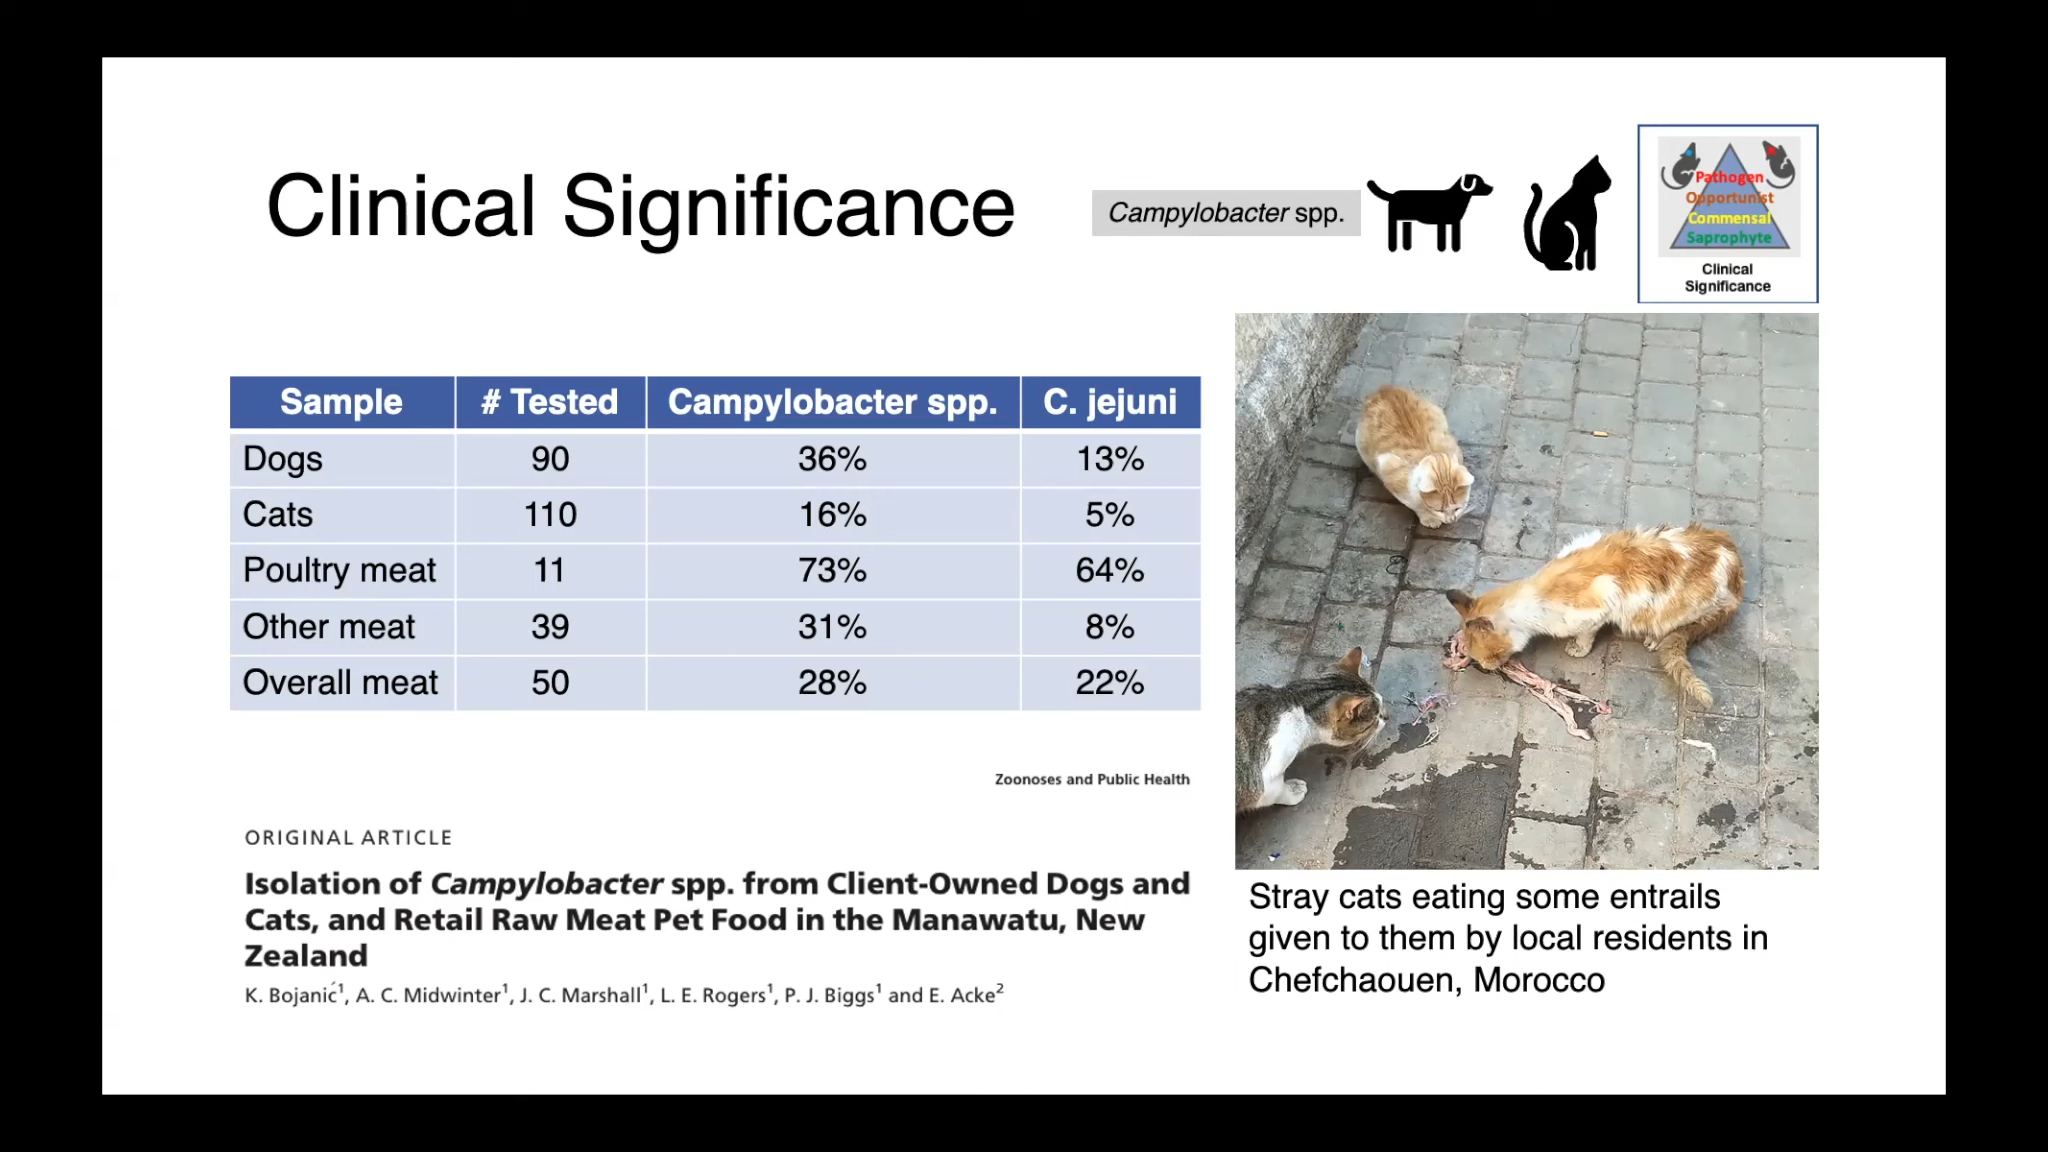 Clinical Significance
Campylobacter spp.
Pathogen
Opportunist
Commensal
Saprophyte
Clinical
Significance
Sample # Tested Campylobacter spp. C. jejuni
Dogs 90 36% 13%
Cats 110 16% 5%
Poultry meat 11 73% 64%
Other meat 39 31% 8%
Overall meat 50 28% 22%
Zoonoses and Public Health
ORIGINAL ARTICLE
Isolation of Campylobacter spp. from Client-Owned Dogs and
Cats, and Retail Raw Meat Pet Food in the Manawatu, New
Zealand
K. Bojanić¹, A. C. Midwinter¹, J. C. Marshall¹, L. E. Rogers¹, P. J. Biggs¹ and E. Acke²
Stray cats eating some entrails
given to them by local residents in
Chefchaouen, Morocco